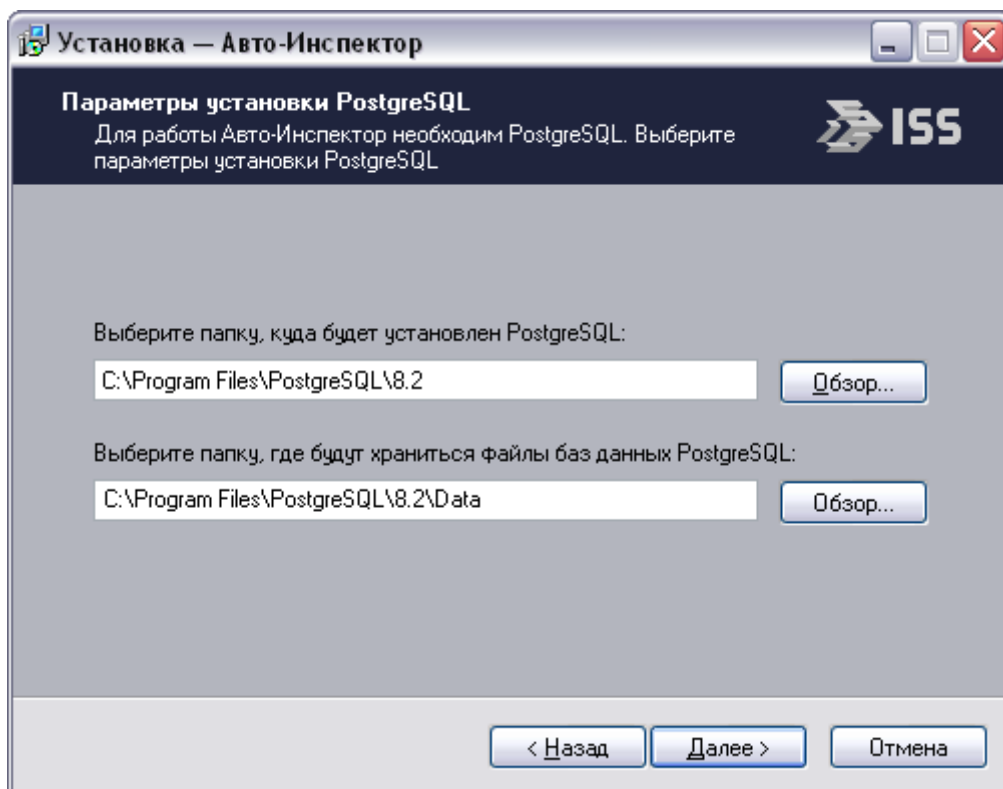 Установка — Авто-Инспектор
Параметры установки PostgreSQL
Для работы Авто-Инспектор необходим PostgreSQL. Выберите
параметры установки PostgreSQL
ISS
Выберите папку, куда будет установлен PostgreSQL:
C:\Program Files\PostgreSQL\8.2
Обзор...
Выберите папку, где будут храниться файлы баз данных PostgreSQL:
C:\Program Files\PostgreSQL\8.2\Data
Обзор...
< Назад
Далее >
Отмена